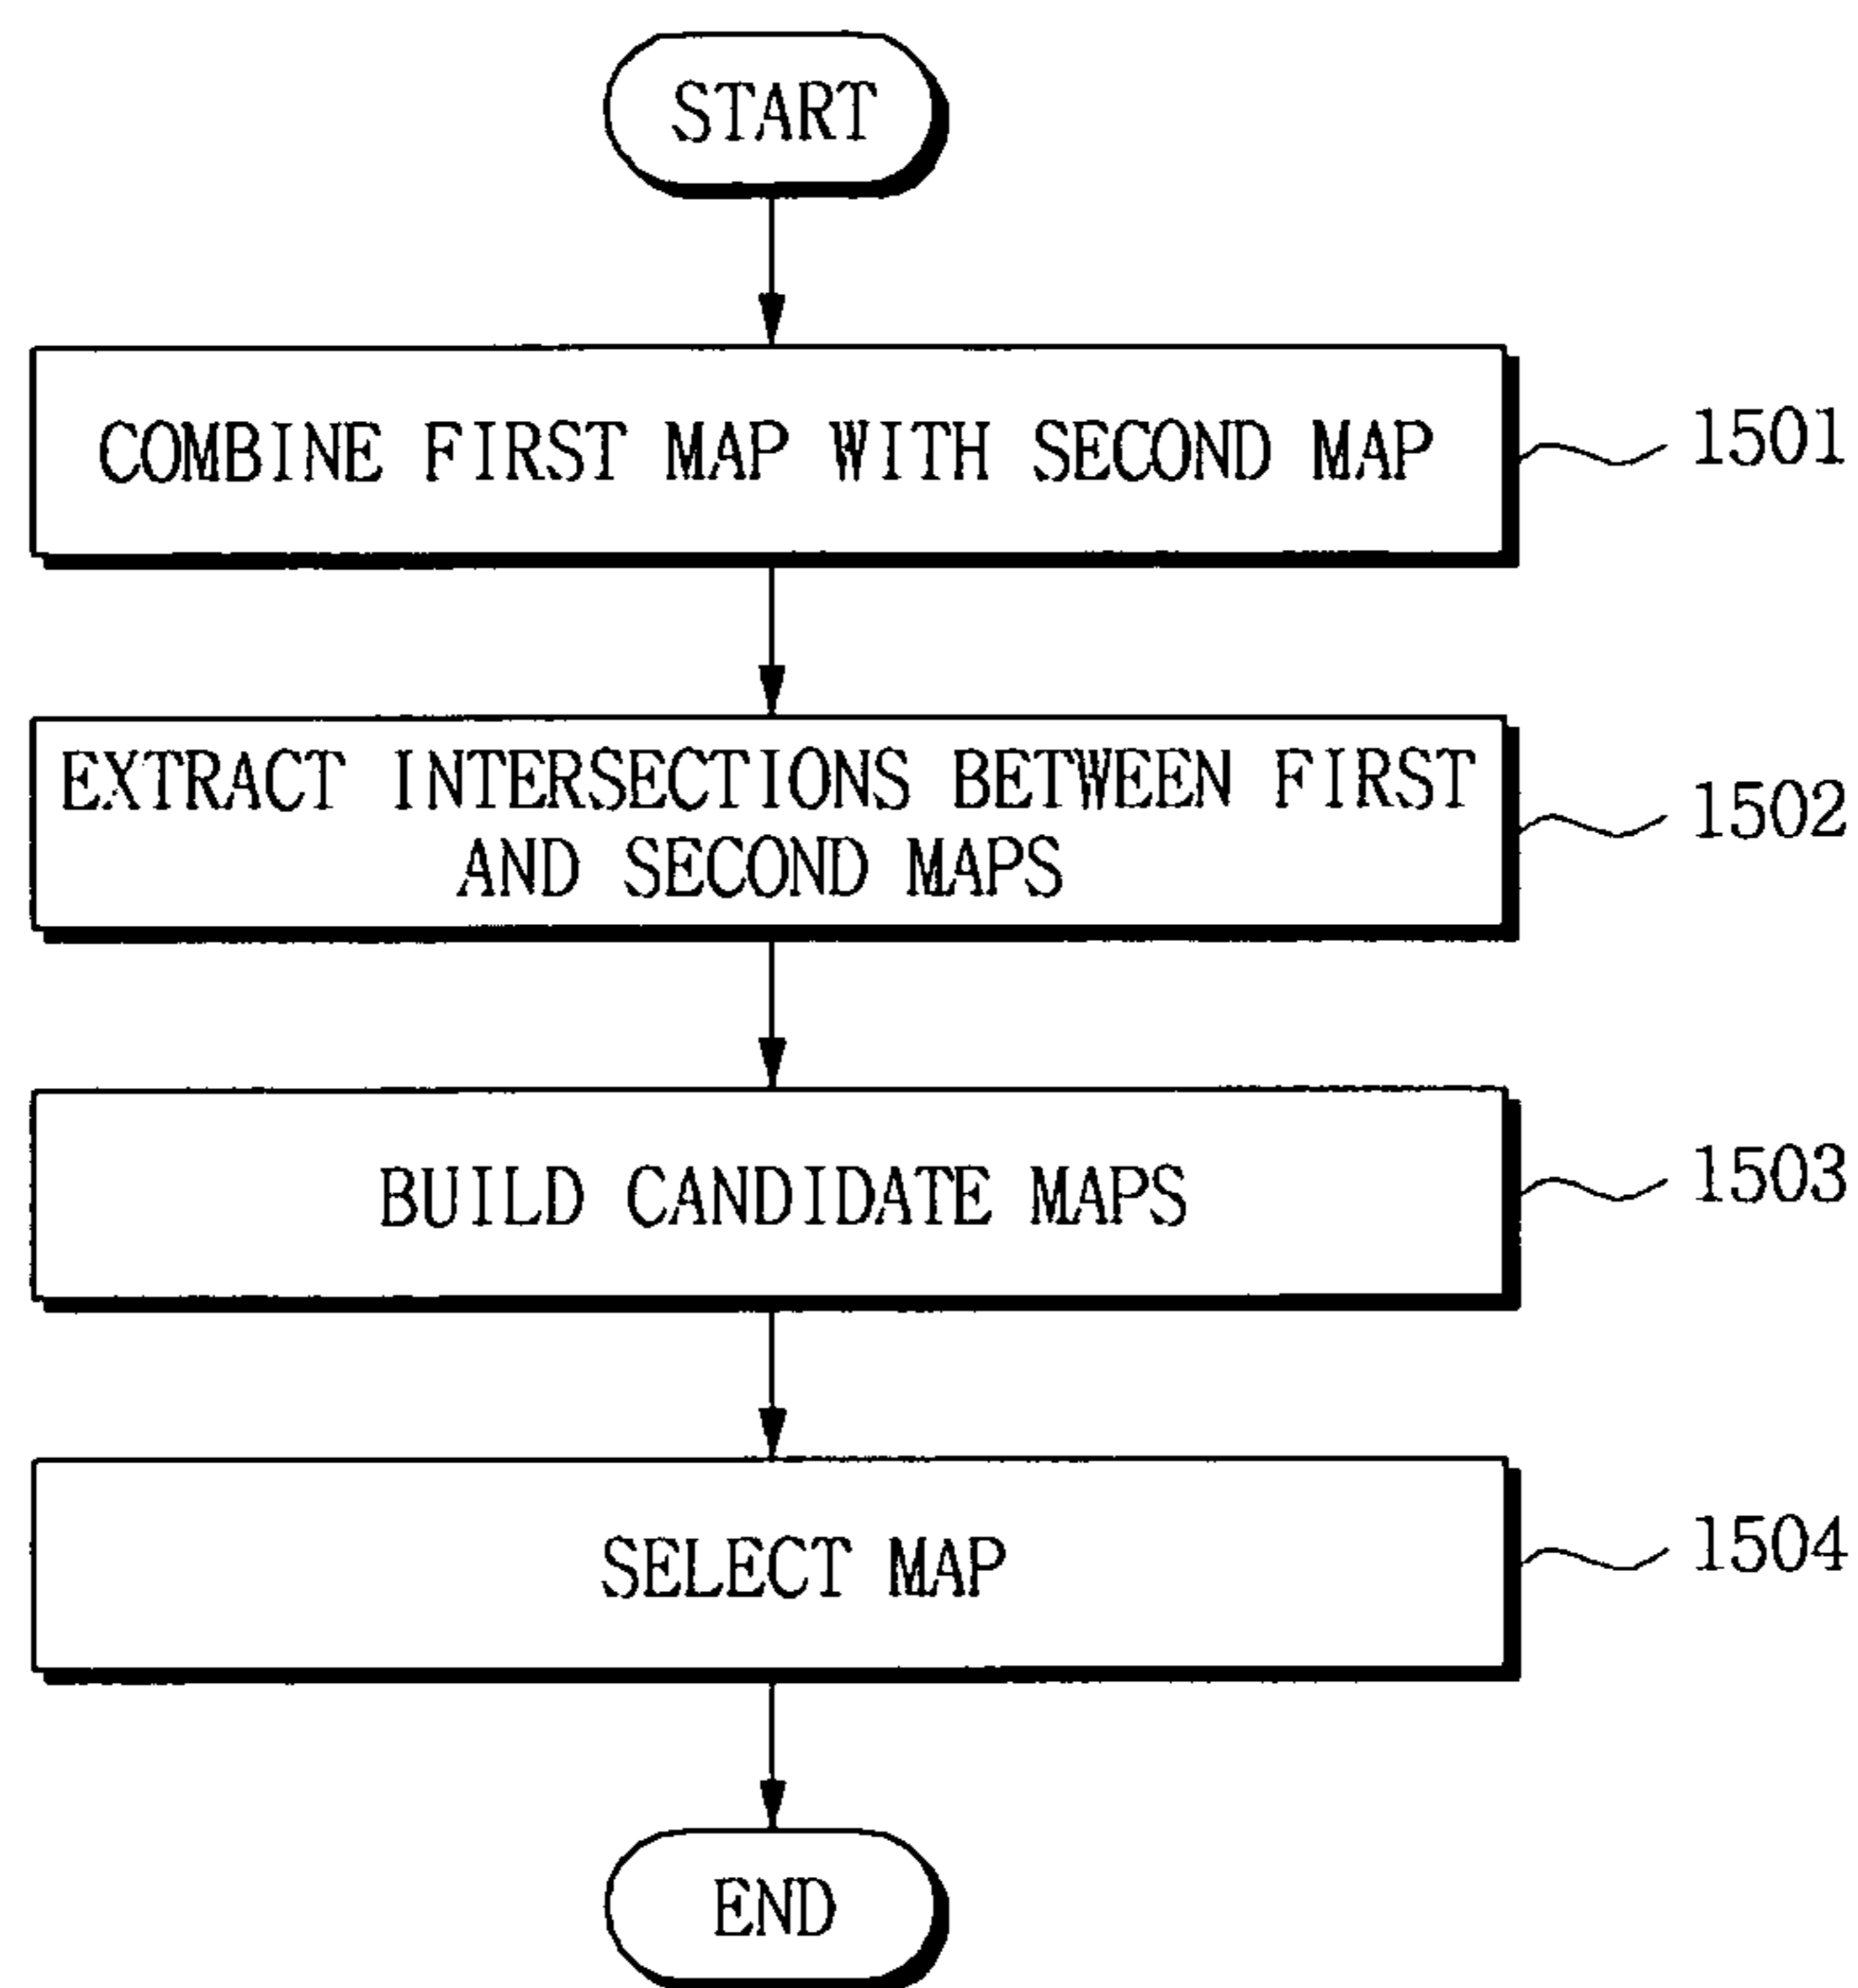 START
COMBINE FIRST MAP WITH SECOND MAP
1501
EXTRACT INTERSECTIONS BETWEEN FIRST
AND SECOND MAPS
1502
BUILD CANDIDATE MAPS
1503
SELECT MAP
1504
END